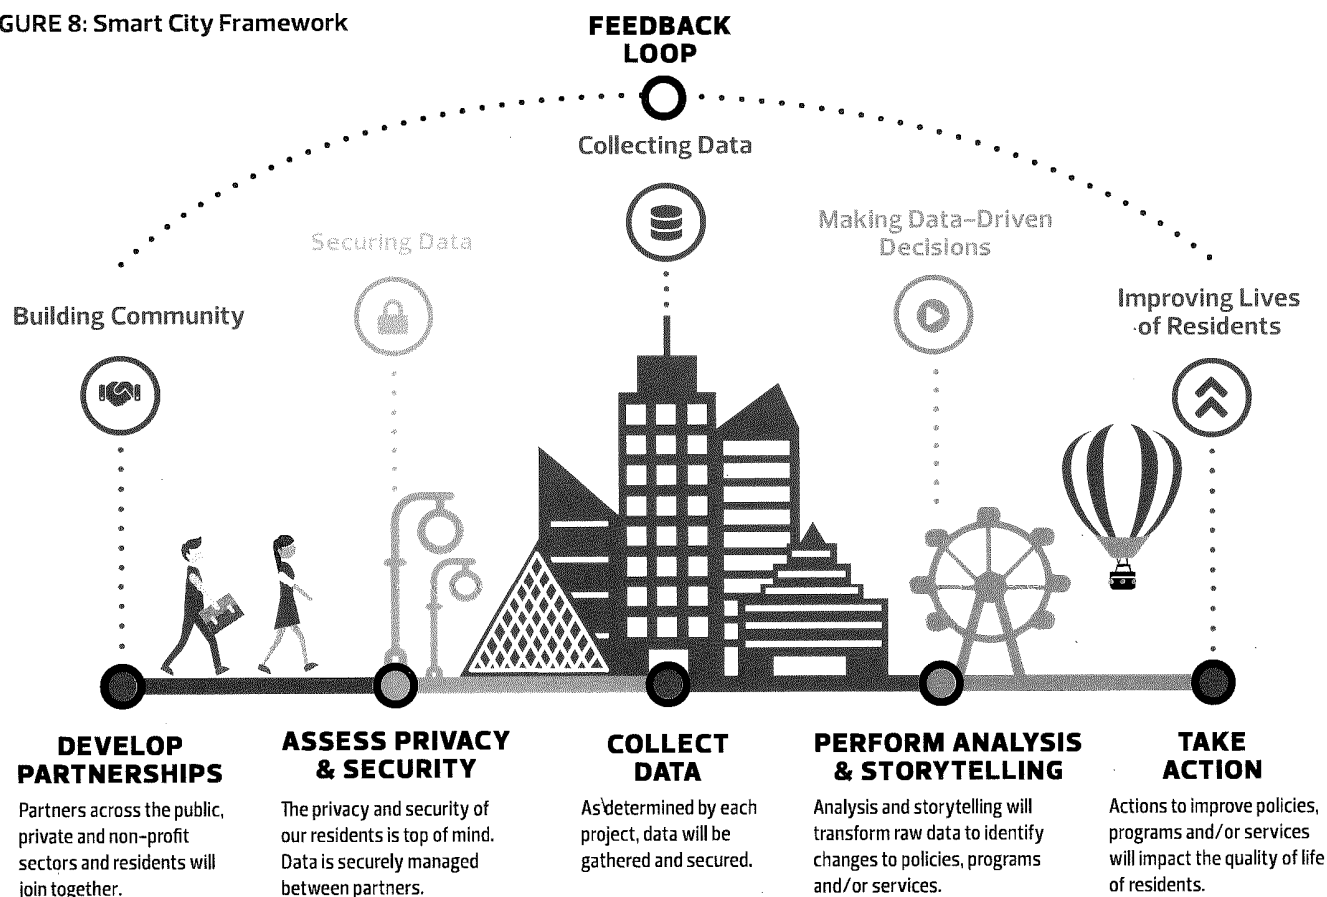 GURE 8: Smart City Framework
FEEDBACK
LOOP
Collecting Data
Securing Data
Making Data-Driven
Decisions
Building Community
Improving Lives
of Residents
DEVELOP
PARTNERSHIPS
Partners across the public,
private and non-profit
sectors and residents will
join together.
ASSESS PRIVACY
& SECURITY
The privacy and security of
our residents is top of mind.
Data is securely managed
between partners.
COLLECT
DATA
As determined by each
project, data will be
gathered and secured.
PERFORM ANALYSIS
& STORYTELLING
Analysis and storytelling will
transform raw data to identify
changes to policies, programs
and/or services.
TAKE
ACTION
Actions to improve policies,
programs and/or services
will impact the quality of life
of residents.